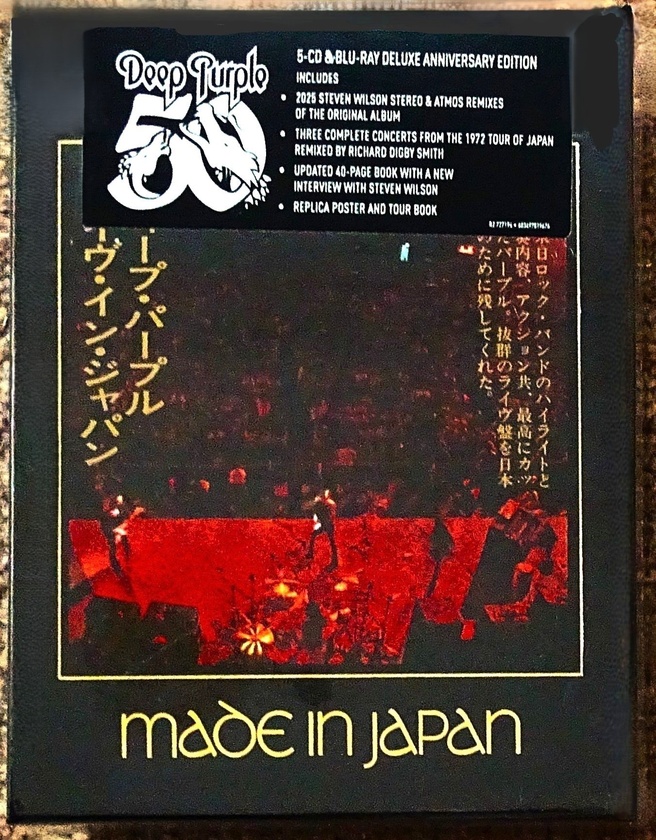 Deep Purple
50
5-CD & BLU-RAY DELUXE ANNIVERSARY EDITION
INCLUDES
• 2025 STEVEN WILSON STEREO & ATMOS REMIXES
OF THE ORIGINAL ALBUM
• THREE COMPLETE CONCERTS FROM THE 1972 TOUR OF JAPAN
REMIXED BY RICHARD DIGBY SMITH
• UPDATED 40-PAGE BOOK WITH A NEW
INTERVIEW WITH STEVEN WILSON
• REPLICA POSTER AND TOUR BOOK
日ロック・バンドのハイライトと
奏内容、アクション共、最高にカッ
たパープル。抜群のライヴ盤を日本
のために残してくれた。
ープ・パープル
ーヴ・イン・ジャパン
MADE IN JAPAN